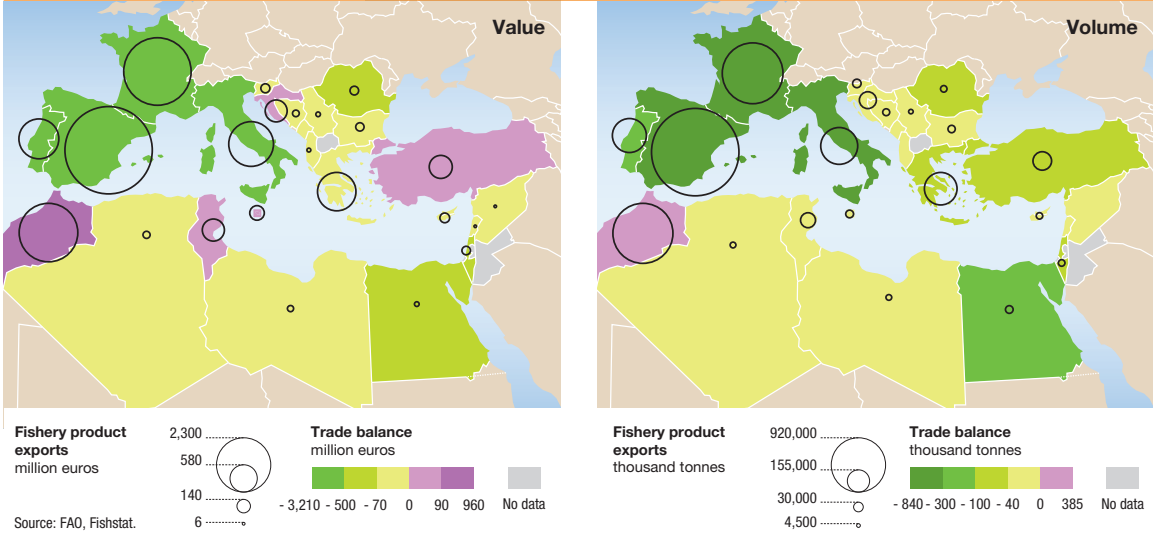 Value
Volume
Fishery product
exports
million euros
2,300
580
140
6
Trade balance
million euros
- 3,210 - 500 - 70 0 90 960
No data
Source: FAO, Fishstat.
Fishery product
exports
thousand tonnes
920,000
155,000
30,000
4,500
Trade balance
thousand tonnes
- 840 - 300 - 100 - 40 0 385
No data